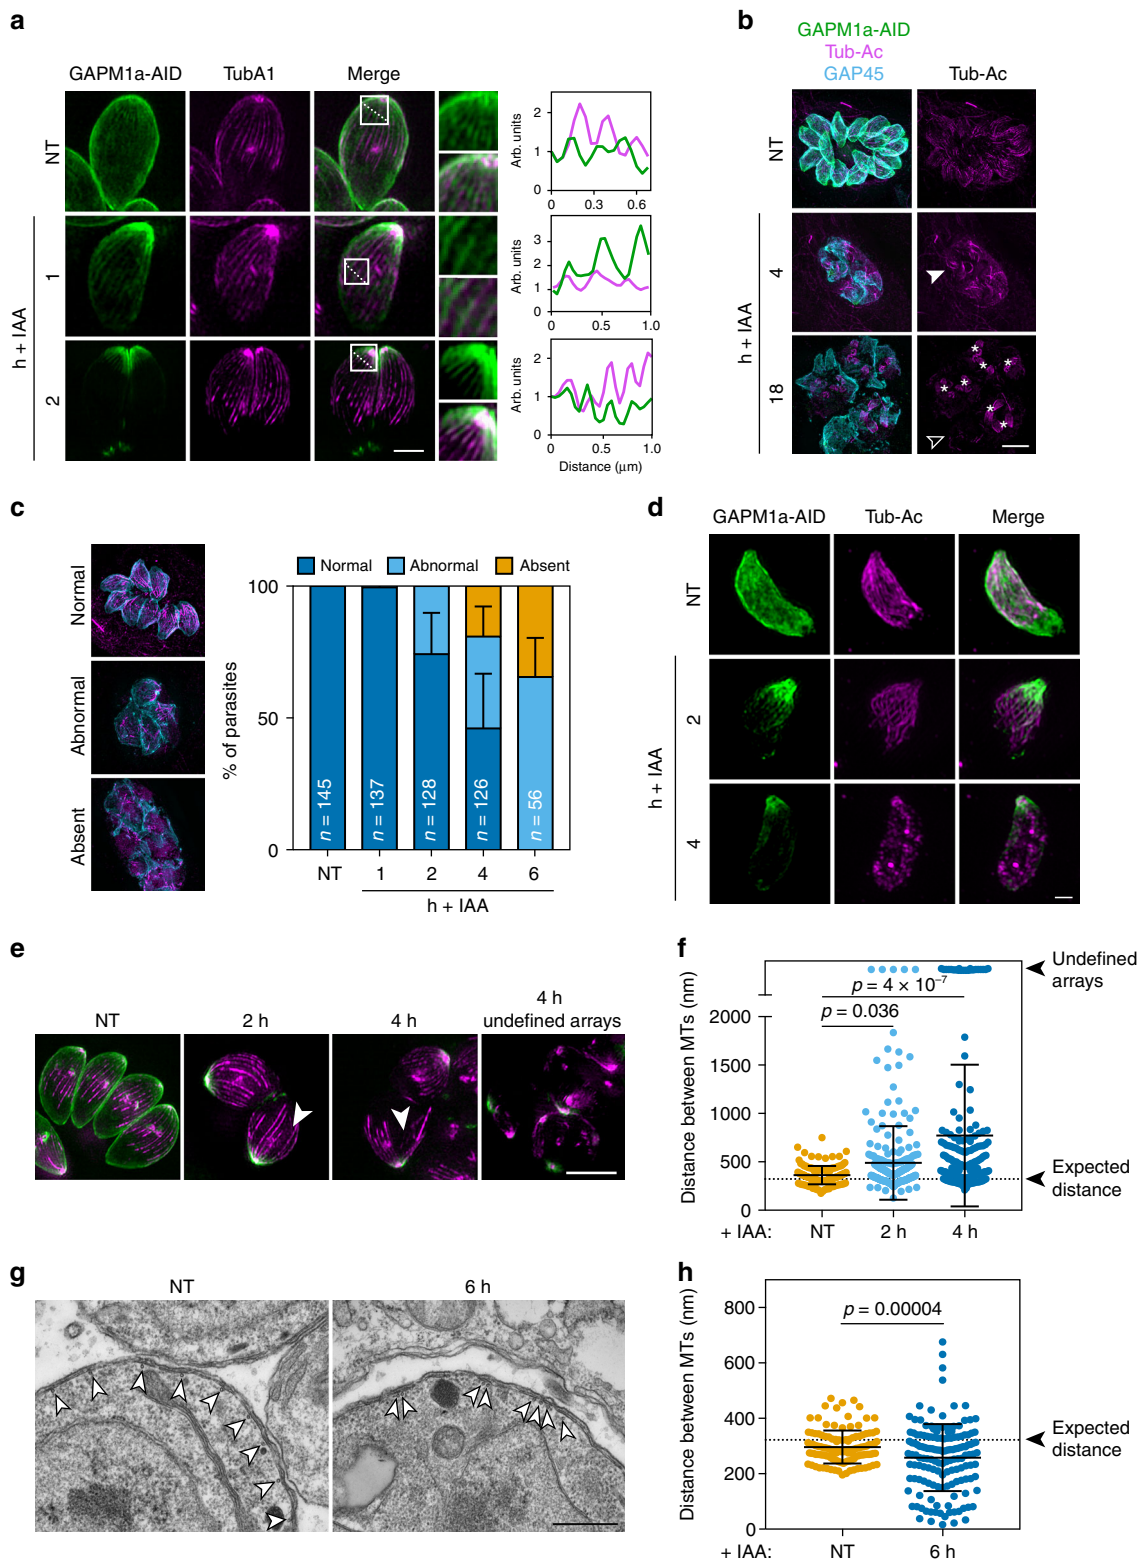 a
GAPM1a-AID TubA1 Merge
NT
h + IAA
1
2
Arb. units
2
1
0
0 0.3 0.6
Arb. units
3
2
1
0
0 0.5 1.0
Arb. units
2
1
0
0 0.5 1.0
Distance (μm)
b
GAPM1a-AID
Tub-Ac
GAP45
Tub-Ac
NT
h + IAA
4
18
* * * * * *
c
Normal
Abnormal
Absent
Normal Abnormal Absent
% of parasites
100
50
0
n = 145
n = 137
n = 128
n = 126
n = 56
NT 1 2 4 6
h + IAA
d
GAPM1a-AID Tub-Ac Merge
NT
h + IAA
2
4
e
NT 2 h 4 h
4 h
undefined arrays
f
Distance between MTs (nm)
2000
1500
1000
500
0
p = 4 × 10⁻⁷
p = 0.036
Undefined
arrays
Expected
distance
+ IAA: NT 2 h 4 h
g
NT 6 h
h
Distance between MTs (nm)
800
600
400
200
0
p = 0.00004
Expected
distance
+ IAA: NT 6 h